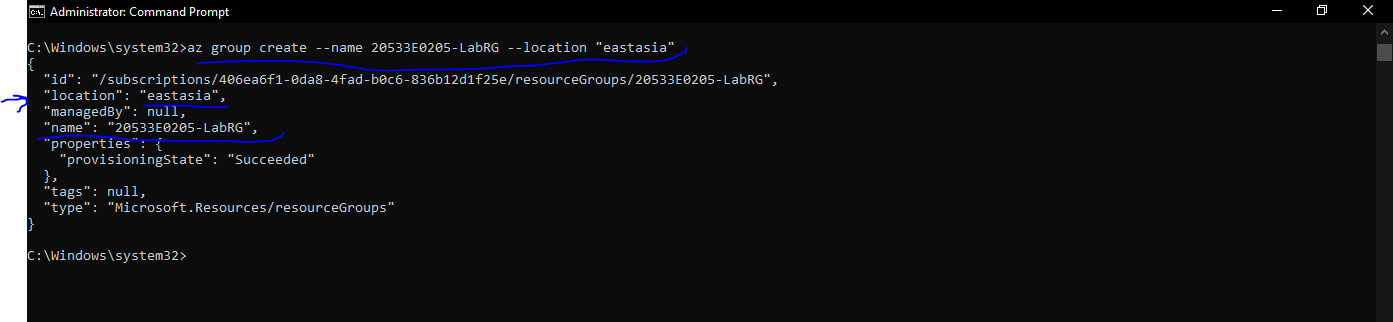 Administrator: Command Prompt
C:\Windows\system32>az group create --name 20533E0205-LabRG --location "eastasia"
{
  "id": "/subscriptions/406ea6f1-0da8-4fad-b0c6-836b12d1f25e/resourceGroups/20533E0205-LabRG",
  "location": "eastasia",
  "managedBy": null,
  "name": "20533E0205-LabRG",
  "properties": {
    "provisioningState": "Succeeded"
  },
  "tags": null,
  "type": "Microsoft.Resources/resourceGroups"
}
C:\Windows\system32>